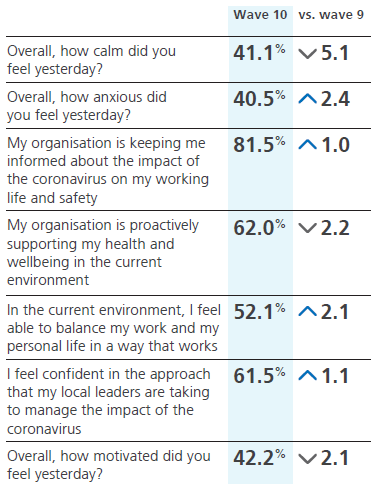 Wave 10 vs. wave 9
Overall, how calm did you
feel yesterday?
41.1% 5.1
Overall, how anxious did
you feel yesterday?
40.5% 2.4
My organisation is keeping me
informed about the impact of
the coronavirus on my working
life and safety
81.5% 1.0
My organisation is proactively
supporting my health and
wellbeing in the current
environment
62.0% 2.2
In the current environment, I feel
able to balance my work and my
personal life in a way that works
52.1% 2.1
I feel confident in the approach
that my local leaders are taking
to manage the impact of the
coronavirus
61.5% 1.1
Overall, how motivated did you
feel yesterday?
42.2% 2.1